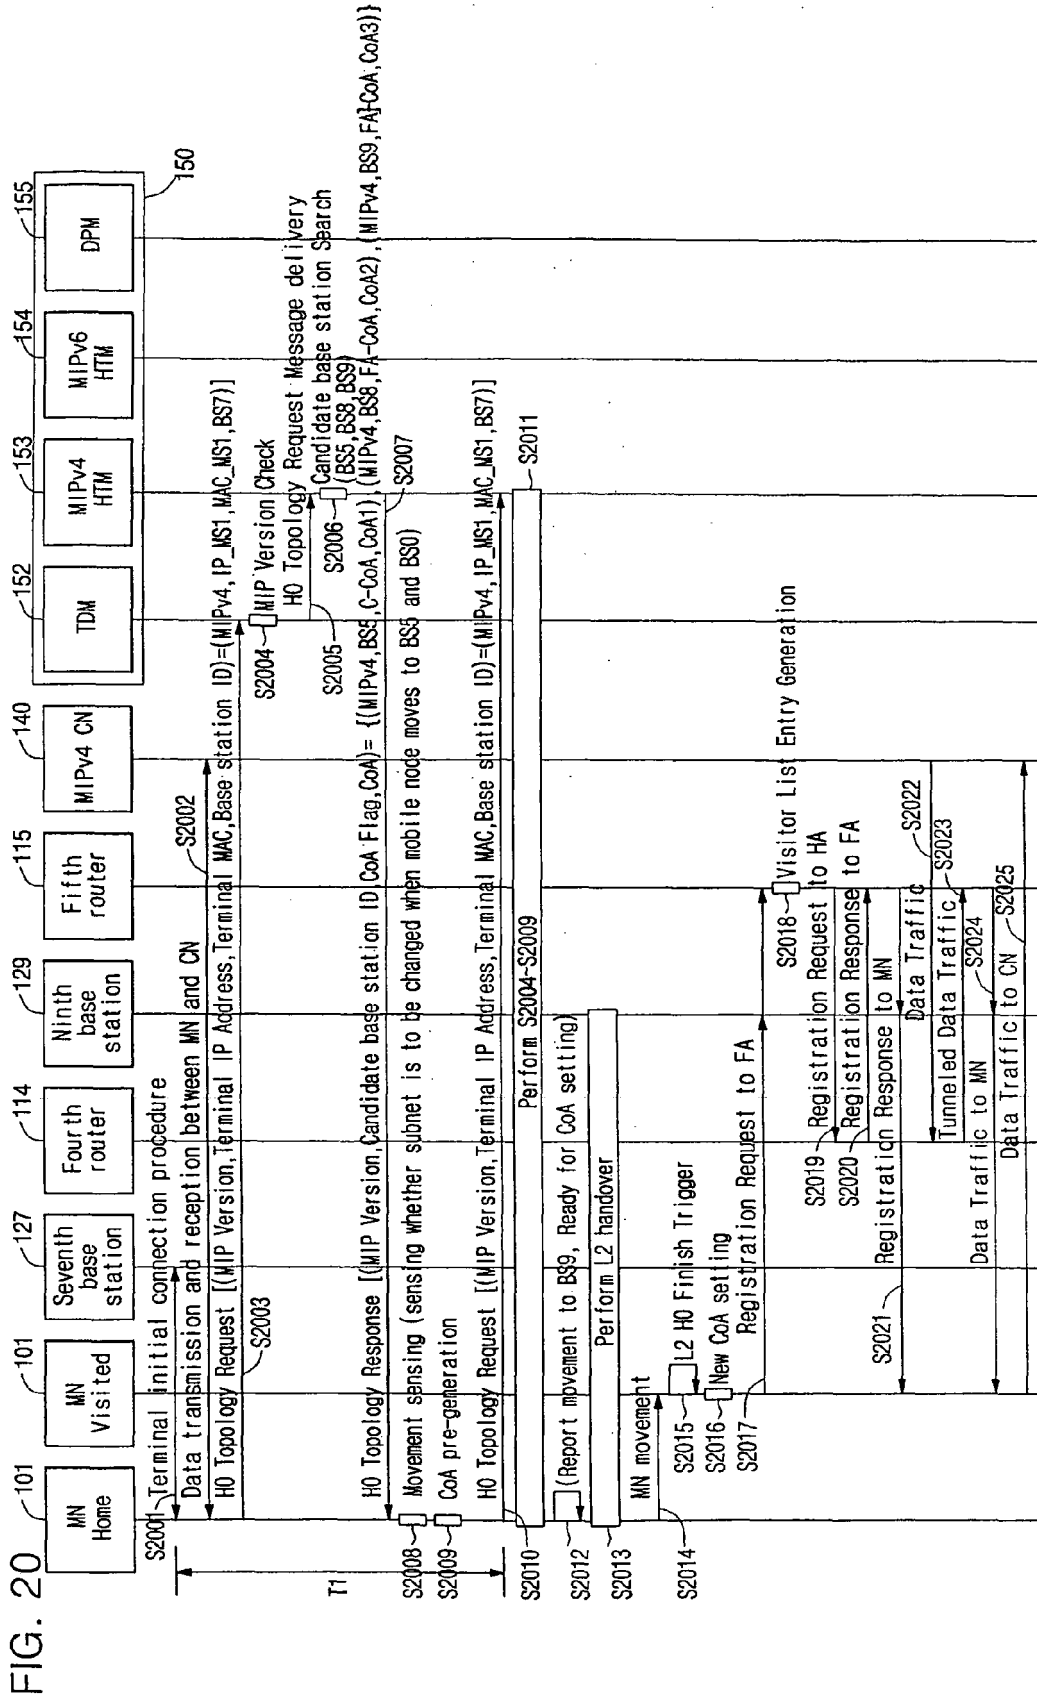 FIG. 20
101
MN
Home
101
MN
Visited
127
Seventh
base
station
114
Fourth
router
129
Ninth
base
station
115
Fifth
router
140
MIPv4 CN
152
TDM
153
MIPv4
HTM
154
MIPv6
HTM
155
DPM
150
S2001
Terminal initial connection procedure
Data transmission and reception between MN and CN
S2002
HO Topology Request [(MIP Version,Terminal IP Address,Terminal MAC,Base station ID)=(MIPv4,IP_MS1,MAC_MS1,BS7)]
S2003
S2004
MIP Version Check
HO Topology Request Message delivery
S2005
S2006
Candidate base station Search
(BS5,BS8,BS9)
T1
HO Topology Response [(MIP Version,Candidate base station ID,CoA Flag,CoA)= {(MIPv4,BS5,C-CoA,CoA1),(MIPv4,BS8,FA-CoA,CoA2),(MIPv4,BS9,FA}-CoA,CoA3)}
S2007
S2008
Movement sensing (sensing whether subnet is to be changed when mobile node moves to BS5 and BS0)
S2009
CoA pre-generation
HO Topology Request [(MIP Version,Terminal IP Address,Terminal MAC,Base station ID)=(MIPv4,IP_MS1,MAC_MS1,BS7)]
S2010
Perform S2004~S2009
S2011
S2012
(Report movement to BS9, Ready for CoA setting)
S2013
Perform L2 handover
MN movement
S2014
S2015
L2 HO Finish Trigger
S2016
New CoA setting
S2017
Registration Request to FA
S2018
Visitor List Entry Generation
S2019
Registration Request to HA
S2020
Registration Response to FA
S2021
Registration Response to MN
Data Traffic
S2022
Tunneled Data Traffic
S2023
Data Traffic to MN
S2024
Data Traffic to CN
S2025